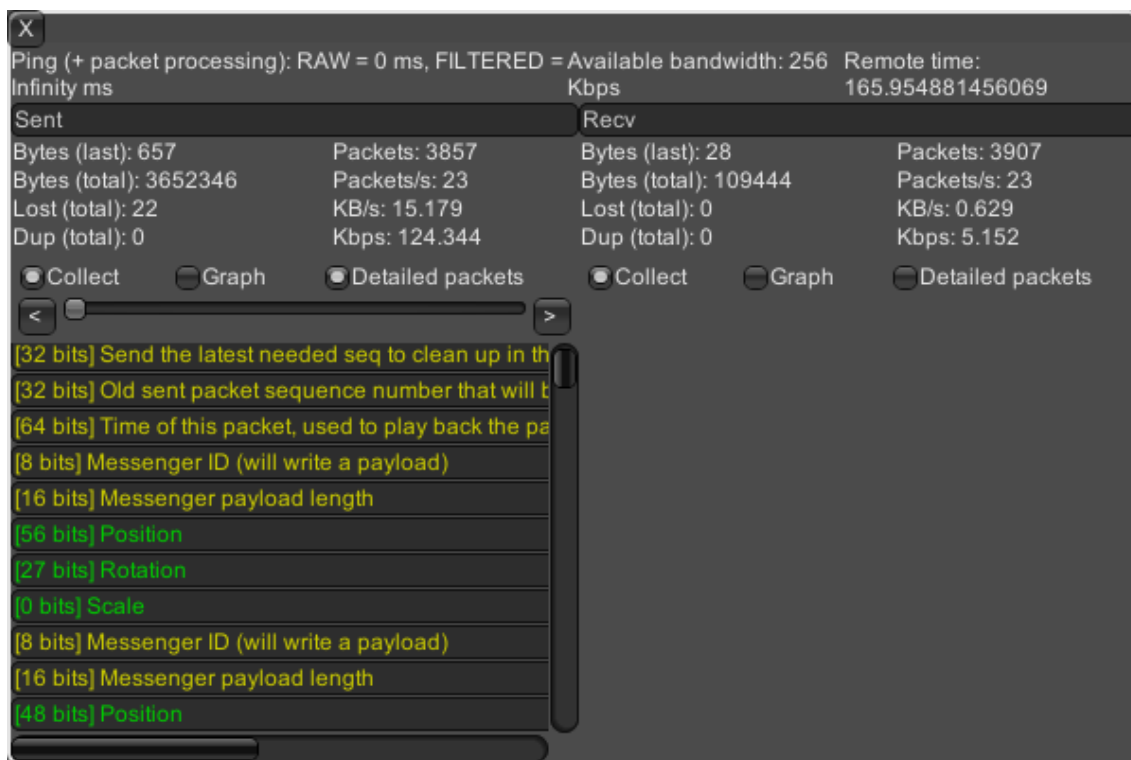 X
Ping (+ packet processing): RAW = 0 ms, FILTERED =
Infinity ms
Available bandwidth: 256
Kbps
Remote time:
165.954881456069
Sent
Bytes (last): 657 Packets: 3857
Bytes (total): 3652346 Packets/s: 23
Lost (total): 22 KB/s: 15.179
Dup (total): 0 Kbps: 124.344
Collect Graph Detailed packets
< >
[32 bits] Send the latest needed seq to clean up in th
[32 bits] Old sent packet sequence number that will b
[64 bits] Time of this packet, used to play back the pa
[8 bits] Messenger ID (will write a payload)
[16 bits] Messenger payload length
[56 bits] Position
[27 bits] Rotation
[0 bits] Scale
[8 bits] Messenger ID (will write a payload)
[16 bits] Messenger payload length
[48 bits] Position
Recv
Bytes (last): 28 Packets: 3907
Bytes (total): 109444 Packets/s: 23
Lost (total): 0 KB/s: 0.629
Dup (total): 0 Kbps: 5.152
Collect Graph Detailed packets